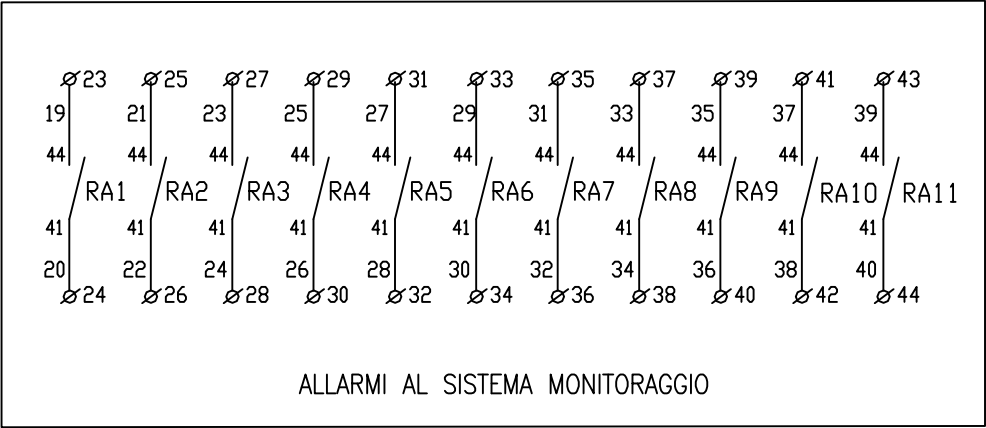 23 25 27 29 31 33 35 37 39 41 43
19 21 23 25 27 29 31 33 35 37 39
44 44 44 44 44 44 44 44 44 44 44
RA1 RA2 RA3 RA4 RA5 RA6 RA7 RA8 RA9 RA10 RA11
41 41 41 41 41 41 41 41 41 41 41
20 22 24 26 28 30 32 34 36 38 40
24 26 28 30 32 34 36 38 40 42 44
ALLARMI AL SISTEMA MONITORAGGIO